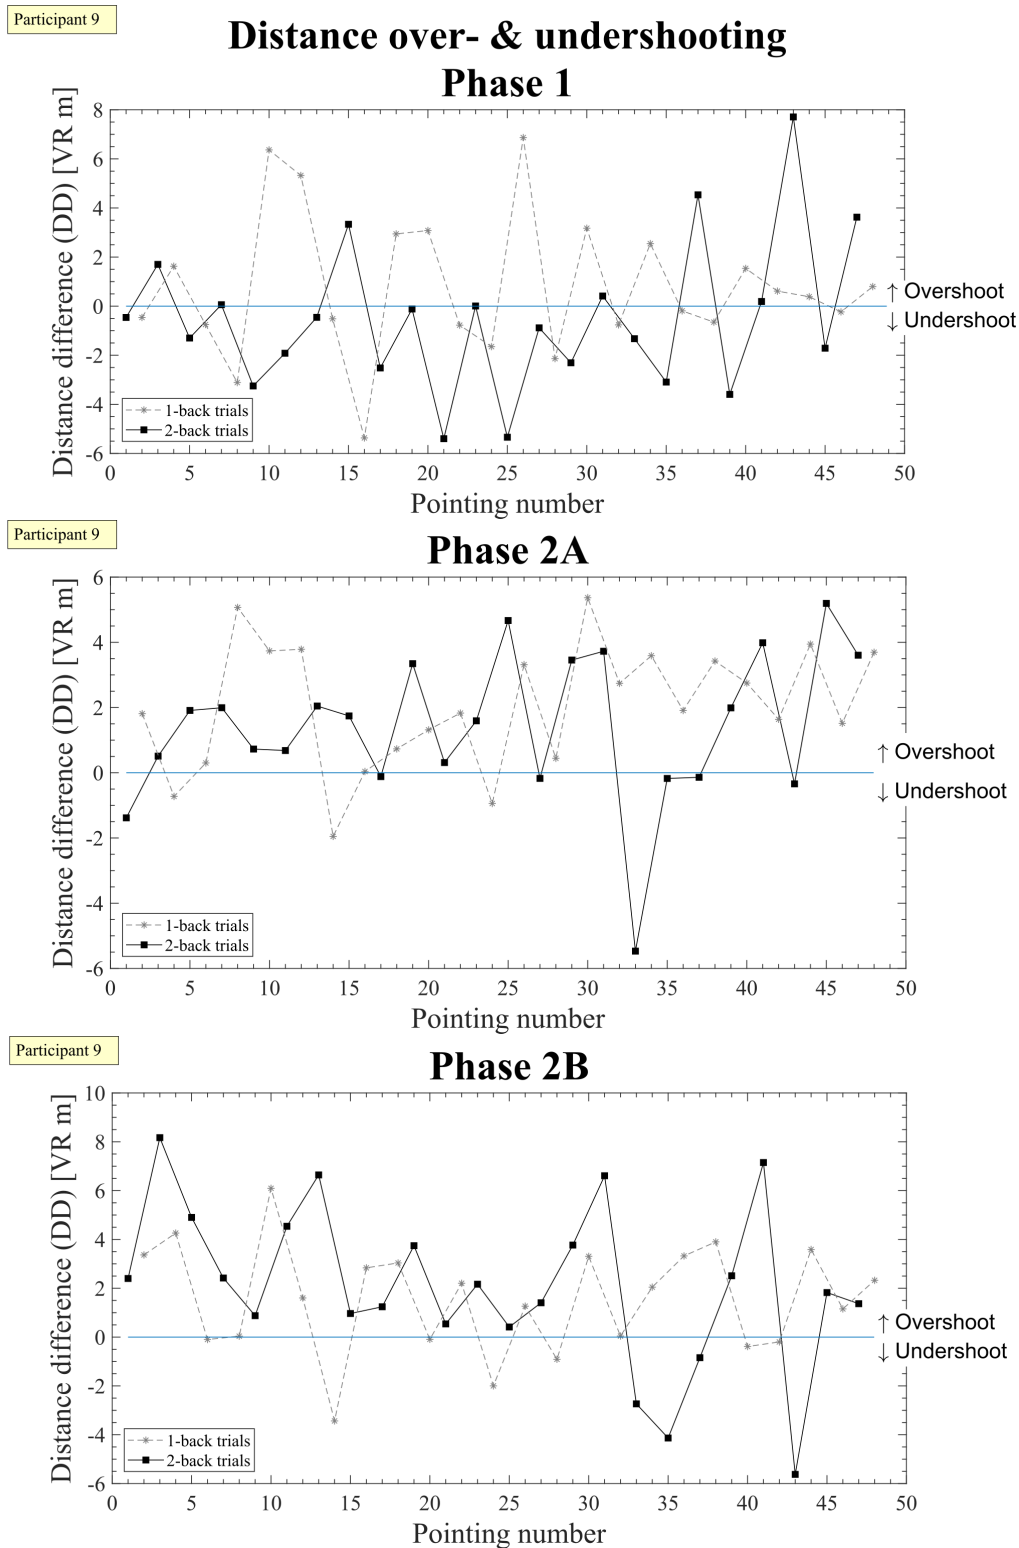 Participant 9
Distance over- & undershooting
Phase 1
Distance difference (DD) [VR m]
8
6
4
2
0
-2
-4
-6
↑ Overshoot
↓ Undershoot
1-back trials
2-back trials
0 5 10 15 20 25 30 35 40 45 50
Pointing number
Participant 9
Phase 2A
Distance difference (DD) [VR m]
6
4
2
0
-2
-4
-6
↑ Overshoot
↓ Undershoot
1-back trials
2-back trials
0 5 10 15 20 25 30 35 40 45 50
Pointing number
Participant 9
Phase 2B
Distance difference (DD) [VR m]
10
8
6
4
2
0
-2
-4
-6
↑ Overshoot
↓ Undershoot
1-back trials
2-back trials
0 5 10 15 20 25 30 35 40 45 50
Pointing number